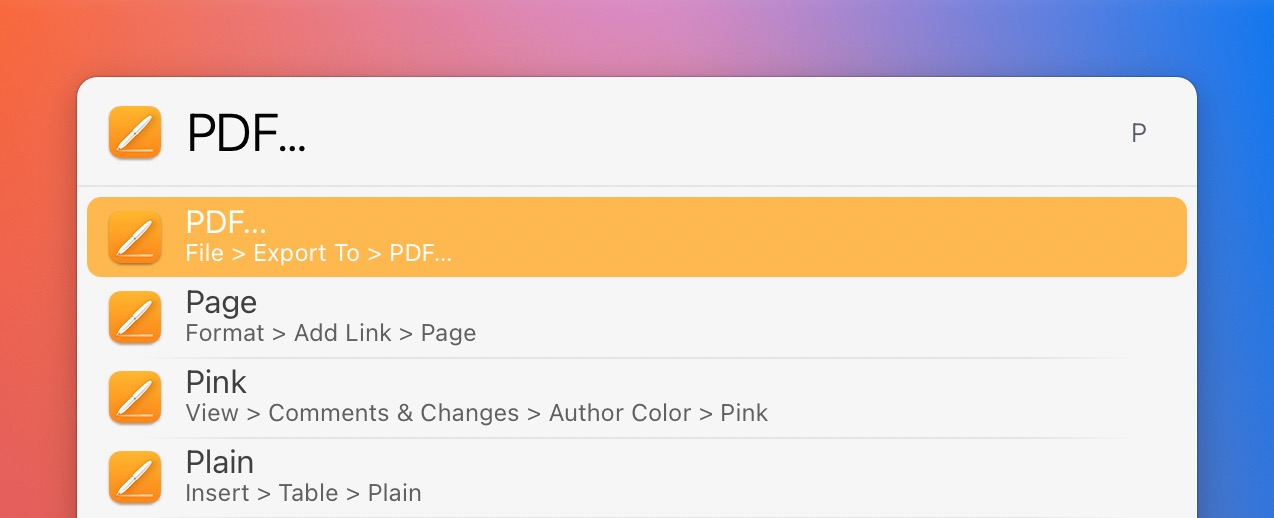 PDF...
P
PDF...
File > Export To > PDF...
Page
Format > Add Link > Page
Pink
View > Comments & Changes > Author Color > Pink
Plain
Insert > Table > Plain